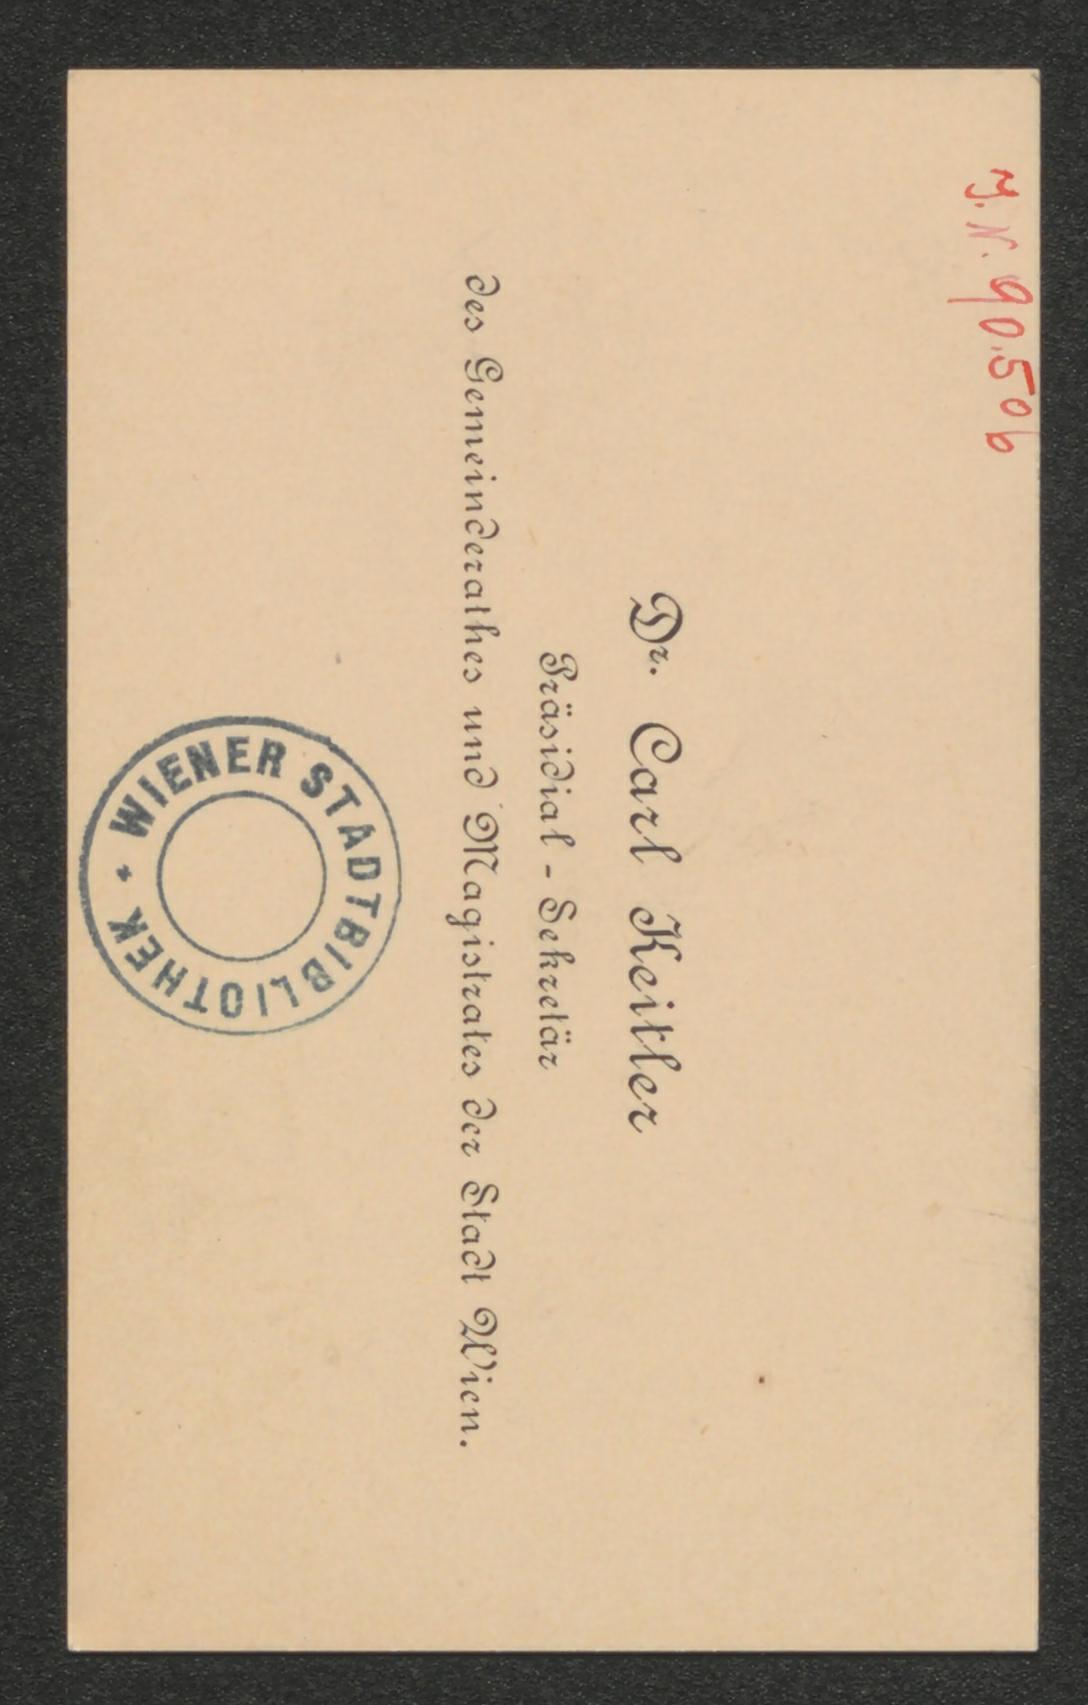 J. N. 90.506
Dr. Carl Keitler
Präsidial - Sekretär
des Gemeinderathes und Magistrates der Stadt Wien.
WIENER STADTBIBLIOTHEK *